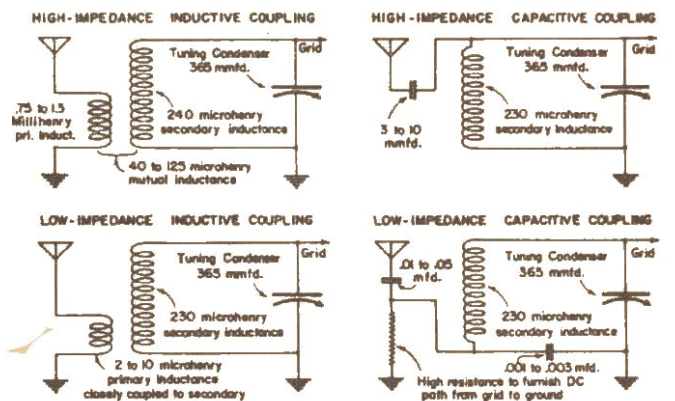 HIGH-IMPEDANCE INDUCTIVE COUPLING
Tuning Condenser
365 mmfd.
Grid
.75 to 1.5
Millihenry
pri. induct.
240 microhenry
secondary inductance
40 to 125 microhenry
mutual inductance
HIGH-IMPEDANCE CAPACITIVE COUPLING
Tuning Condenser
365 mmfd.
Grid
3 to 10
mmfd.
230 microhenry
secondary inductance
LOW-IMPEDANCE INDUCTIVE COUPLING
Tuning Condenser
365 mmfd.
Grid
230 microhenry
secondary inductance
2 to 10 microhenry
primary inductance
closely coupled to secondary
LOW-IMPEDANCE CAPACITIVE COUPLING
.01 to .05
mfd.
Tuning Condenser
365 mmfd.
Grid
230 microhenry
secondary inductance
.001 to .003 mfd.
High resistance to furnish DC
path from grid to ground